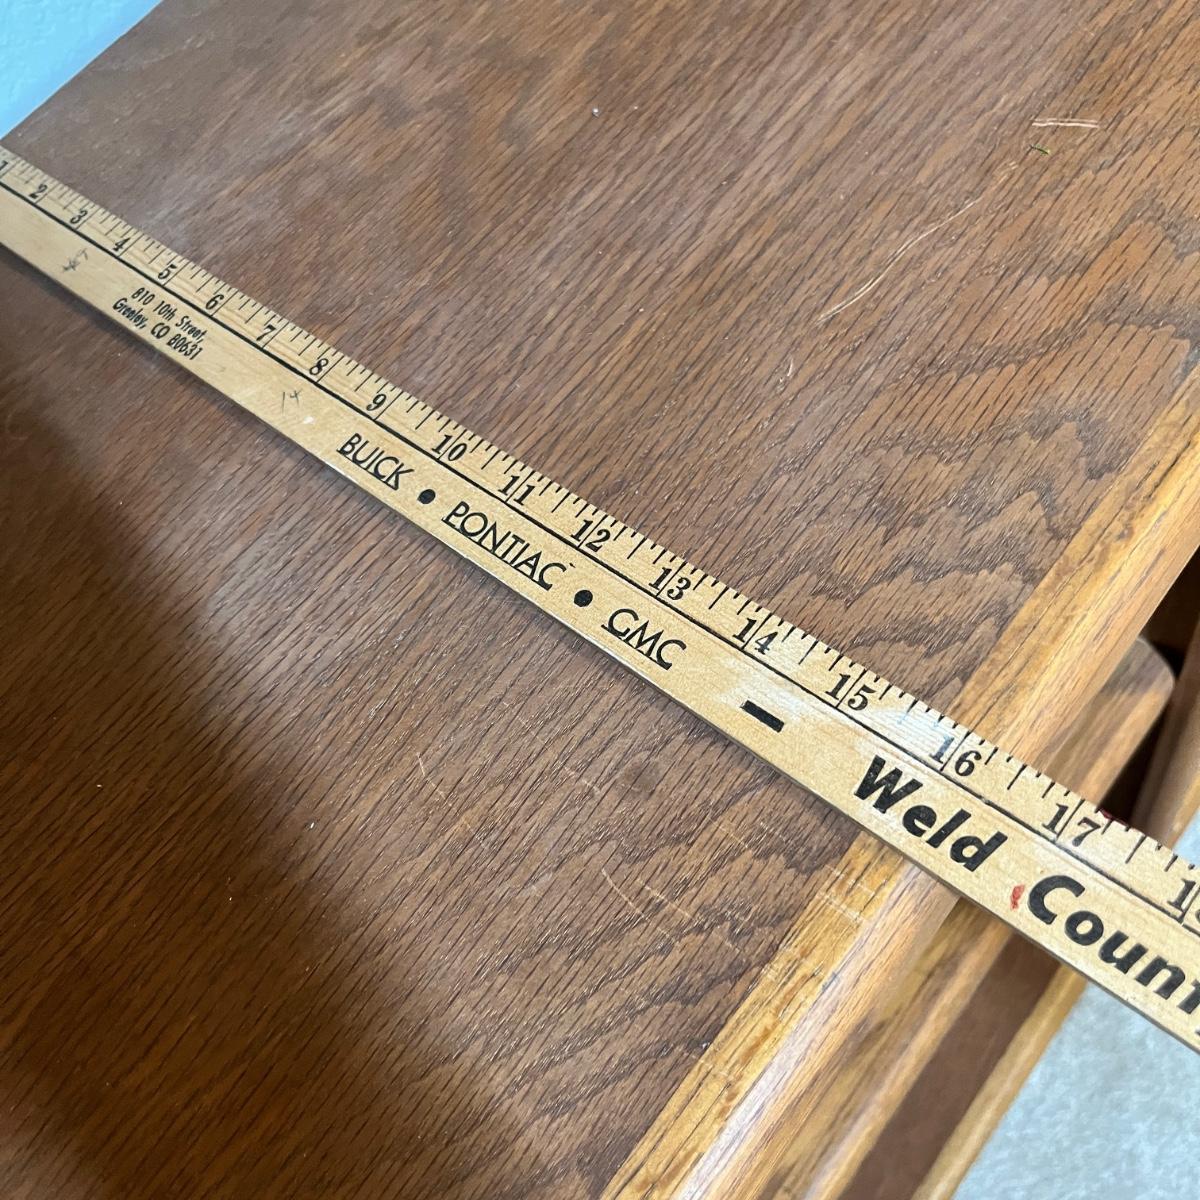 1 2 3 4 5 6 7 8 9 10 11 12 13 14 15 16 17
810 10th Street,
Greeley, CO 80631
BUICK • PONTIAC • GMC – Weld Coun